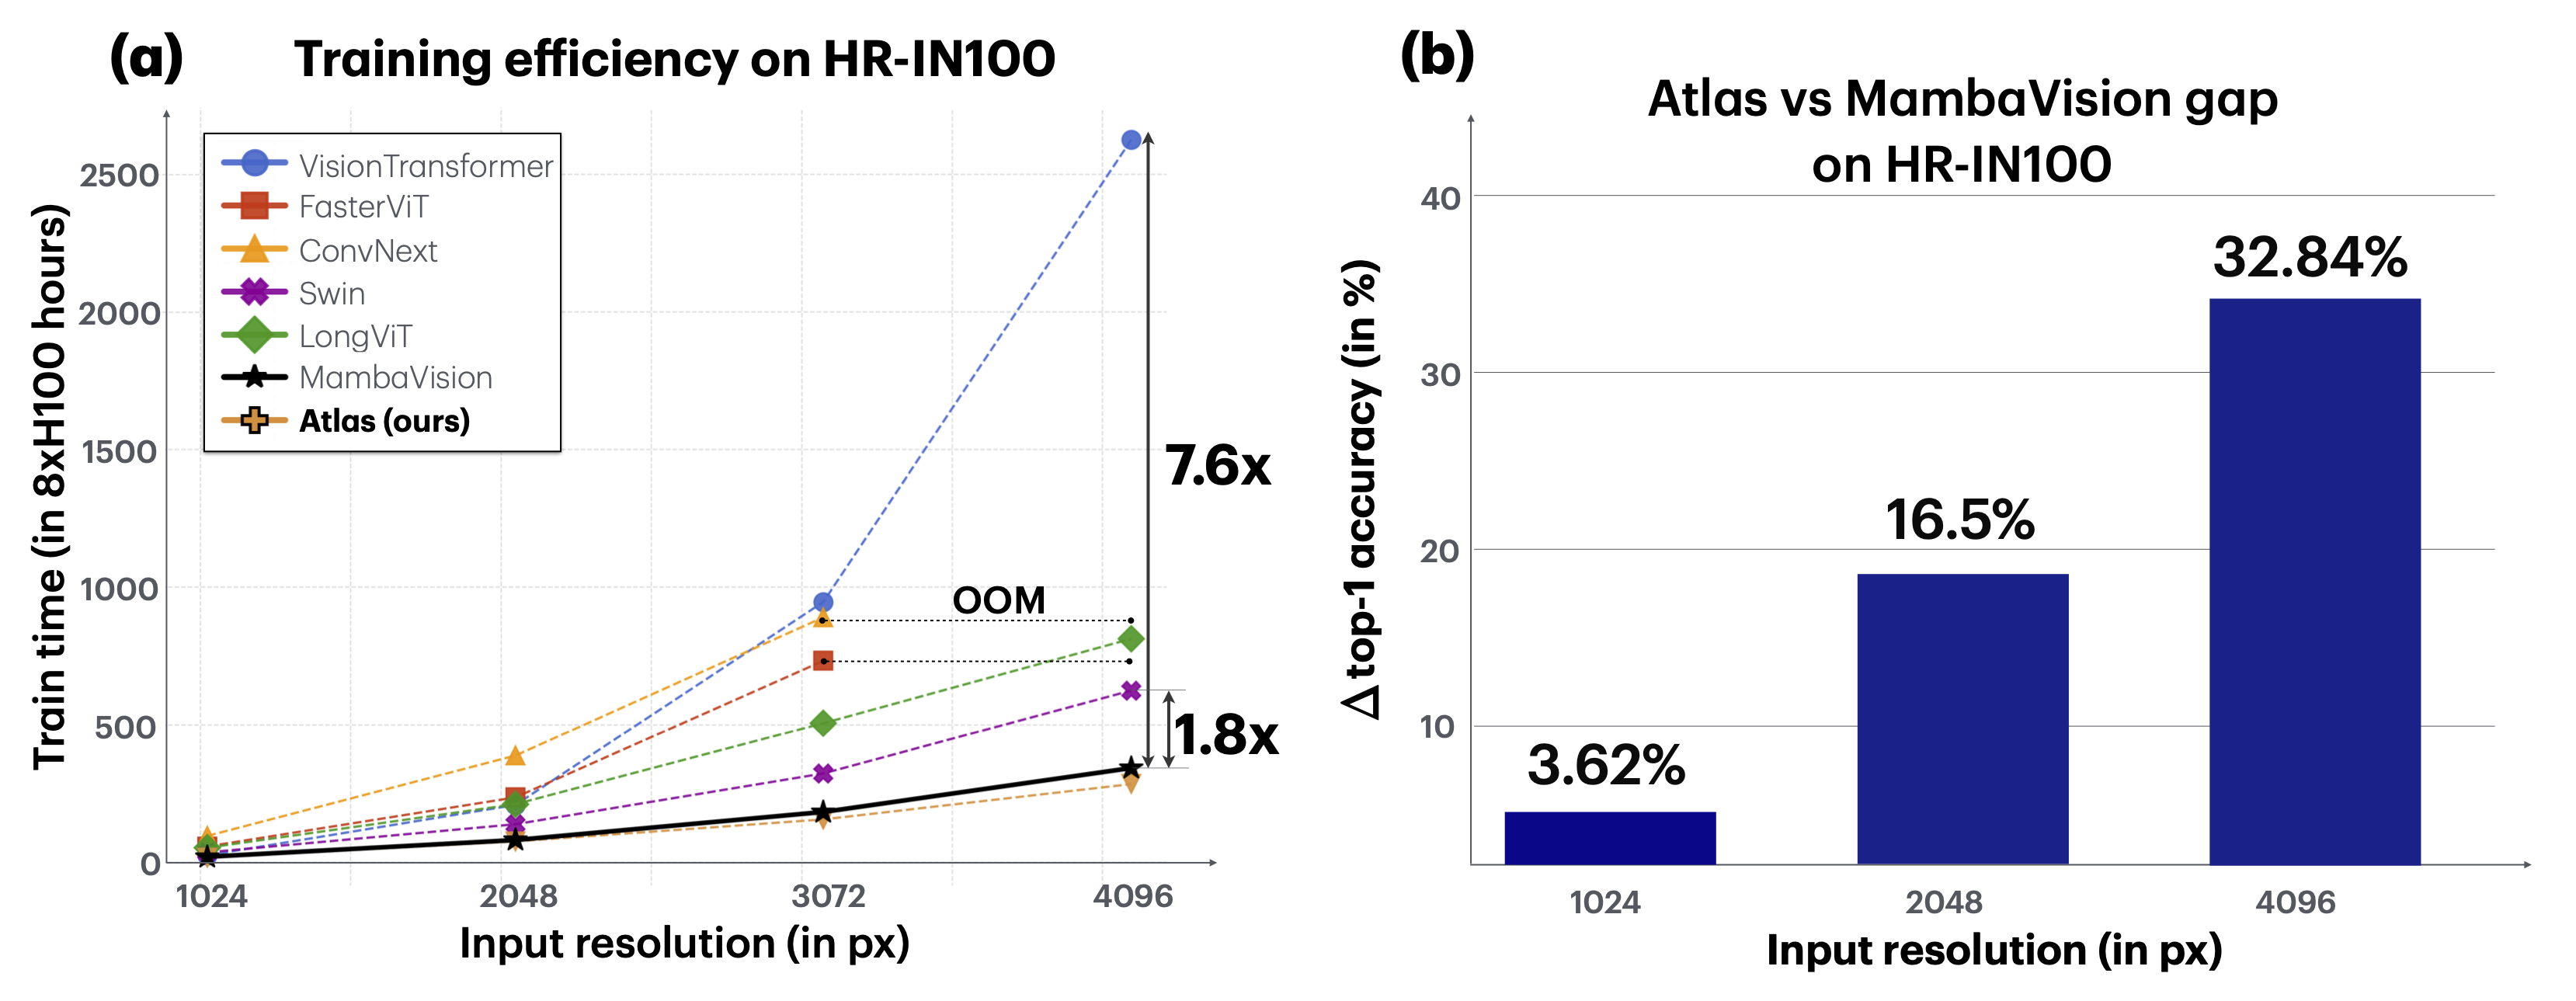 (a)
Training efficiency on HR-IN100
Train time (in 8xH100 hours)
2500
2000
1500
1000
500
0
VisionTransformer
FasterViT
ConvNext
Swin
LongViT
MambaVision
Atlas (ours)
OOM
7.6x
1.8x
1024
2048
3072
4096
Input resolution (in px)
(b)
Atlas vs MambaVision gap
on HR-IN100
Δ top-1 accuracy (in %)
40
30
20
10
3.62%
16.5%
32.84%
1024
2048
4096
Input resolution (in px)